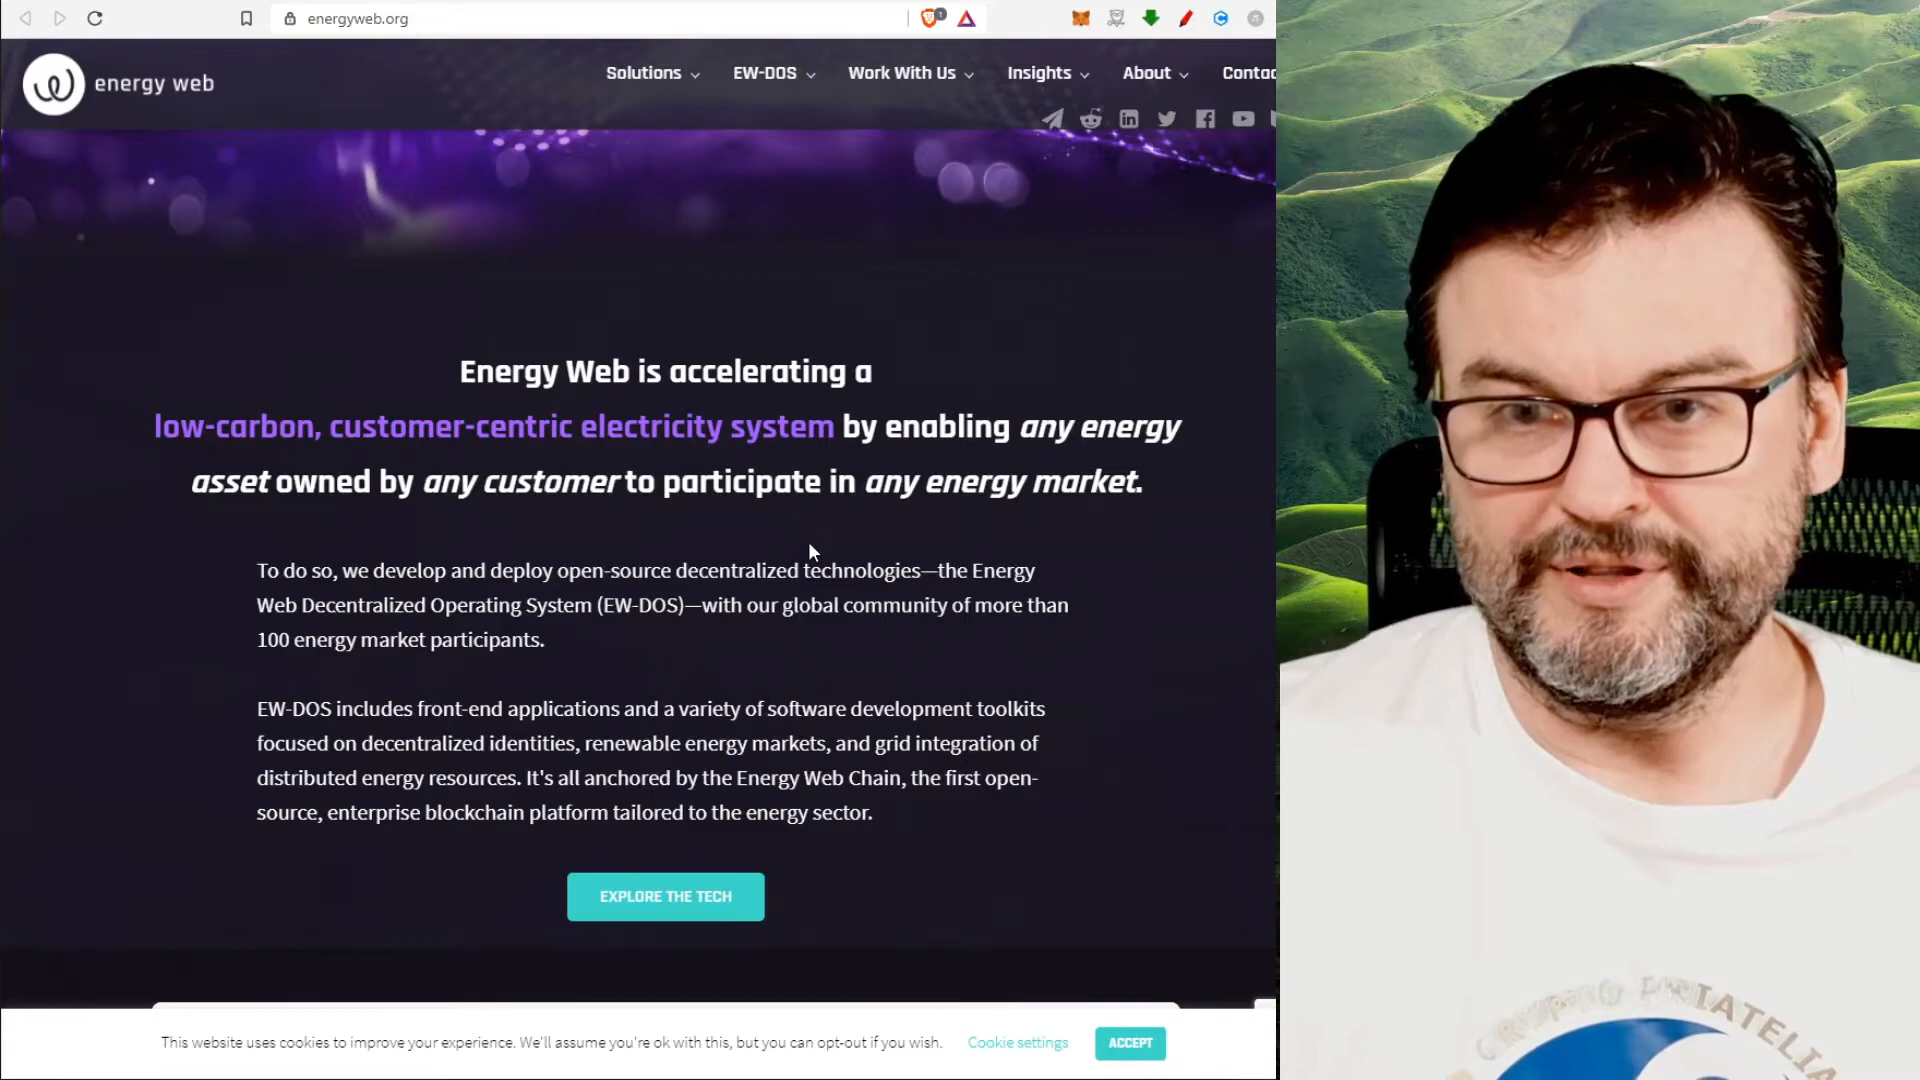 energyweb.org
1
energy web
Solutions
EW-DOS
Work With Us
Insights
About
Contac
Energy Web is accelerating a
low-carbon, customer-centric electricity system by enabling any energy
asset owned by any customer to participate in any energy market.
To do so, we develop and deploy open-source decentralized technologies—the Energy
Web Decentralized Operating System (EW-DOS)—with our global community of more than
100 energy market participants.
EW-DOS includes front-end applications and a variety of software development toolkits
focused on decentralized identities, renewable energy markets, and grid integration of
distributed energy resources. It's all anchored by the Energy Web Chain, the first open-
source, enterprise blockchain platform tailored to the energy sector.
EXPLORE THE TECH
This website uses cookies to improve your experience. We'll assume you're ok with this, but you can opt-out if you wish.
Cookie settings
ACCEPT
CRYPTO